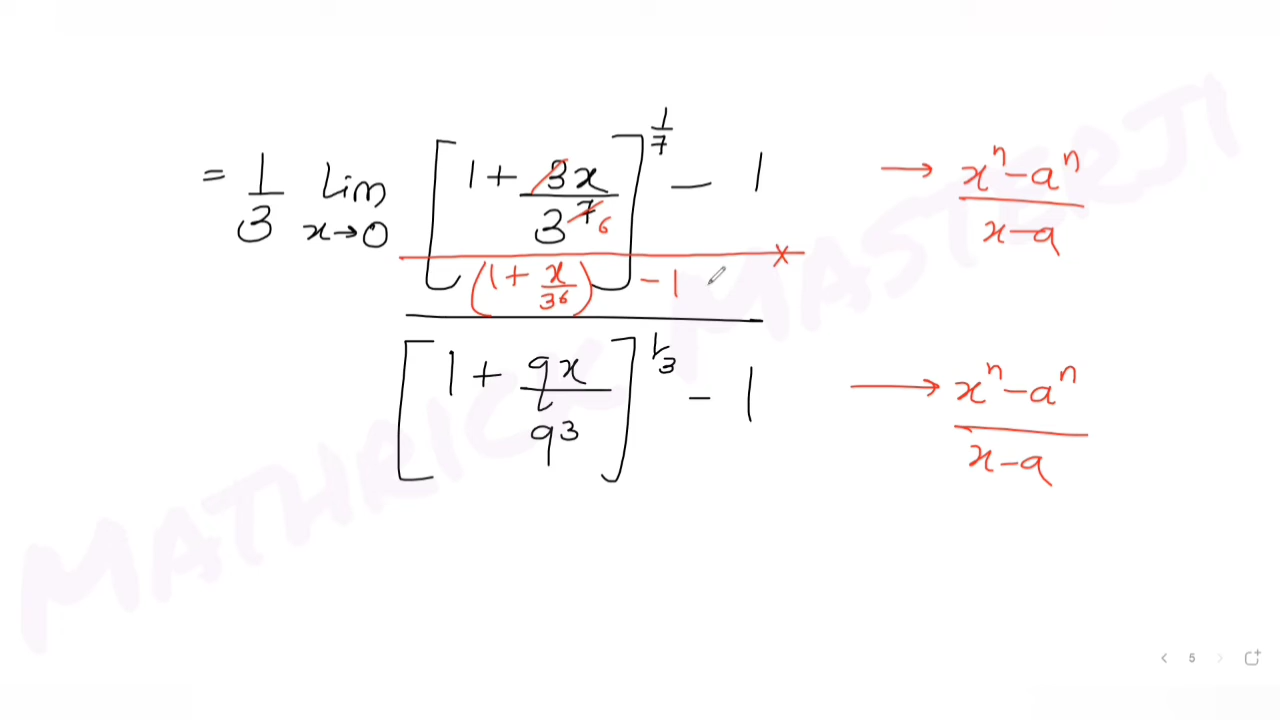 = 1/3 lim x→0 [1 + 3x/3^7 6]^1/7 − 1 → x^n − a^n / x − a
(1 + x/3^6) − 1 ×
[1 + 9x/9^3]^1/3 − 1 → x^n − a^n / x − a
MATHRICK MASTERJI
< 5 >